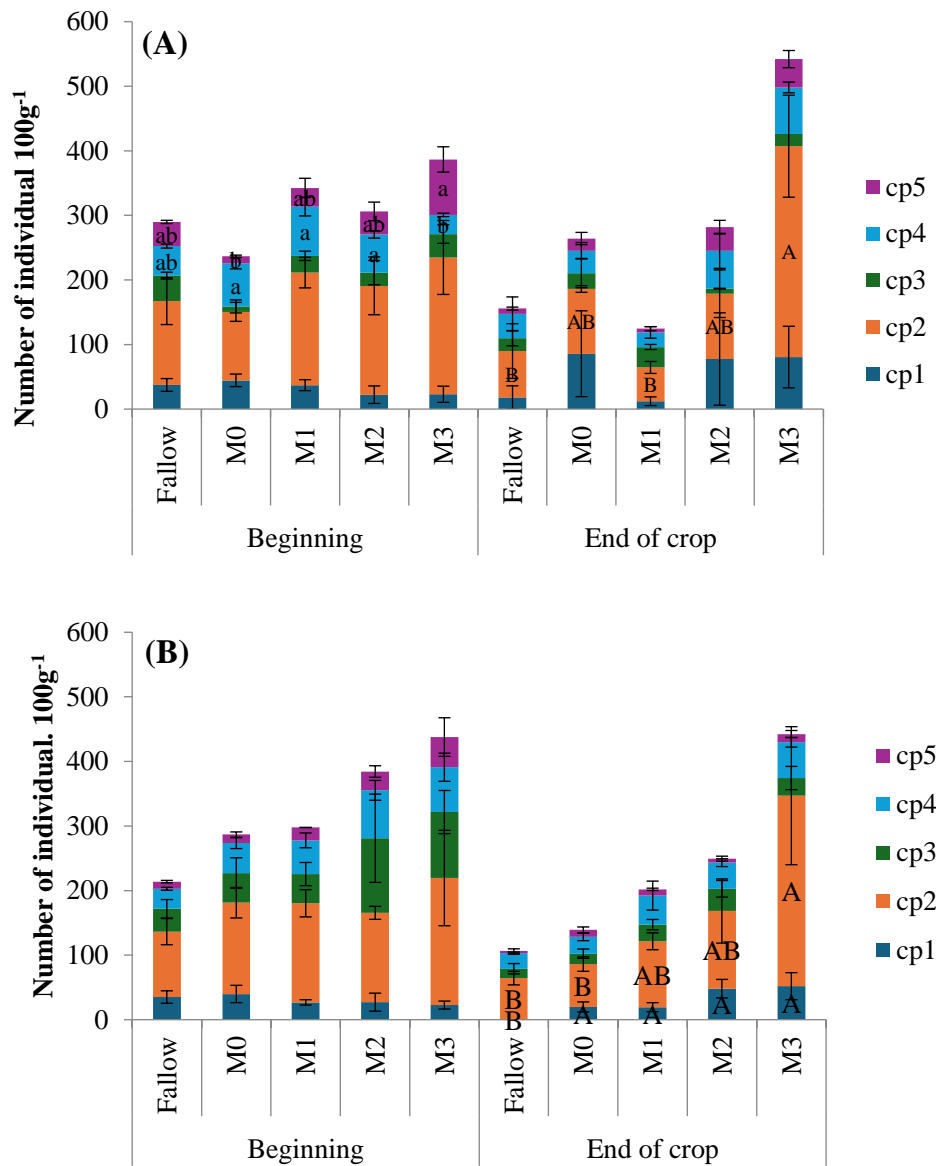 (A)
Number of individual 100g-1
600
500
400
300
200
100
0
ab
ab
b
a
ab
a
ab
a
a
b
B
AB
B
AB
A
cp5
cp4
cp3
cp2
cp1
Fallow M0 M1 M2 M3 Fallow M0 M1 M2 M3
Beginning End of crop
(B)
Number of individual. 100g-1
600
500
400
300
200
100
0
B
B
B
A
AB
A
AB
A
A
A
cp5
cp4
cp3
cp2
cp1
Fallow M0 M1 M2 M3 Fallow M0 M1 M2 M3
Beginning End of crop